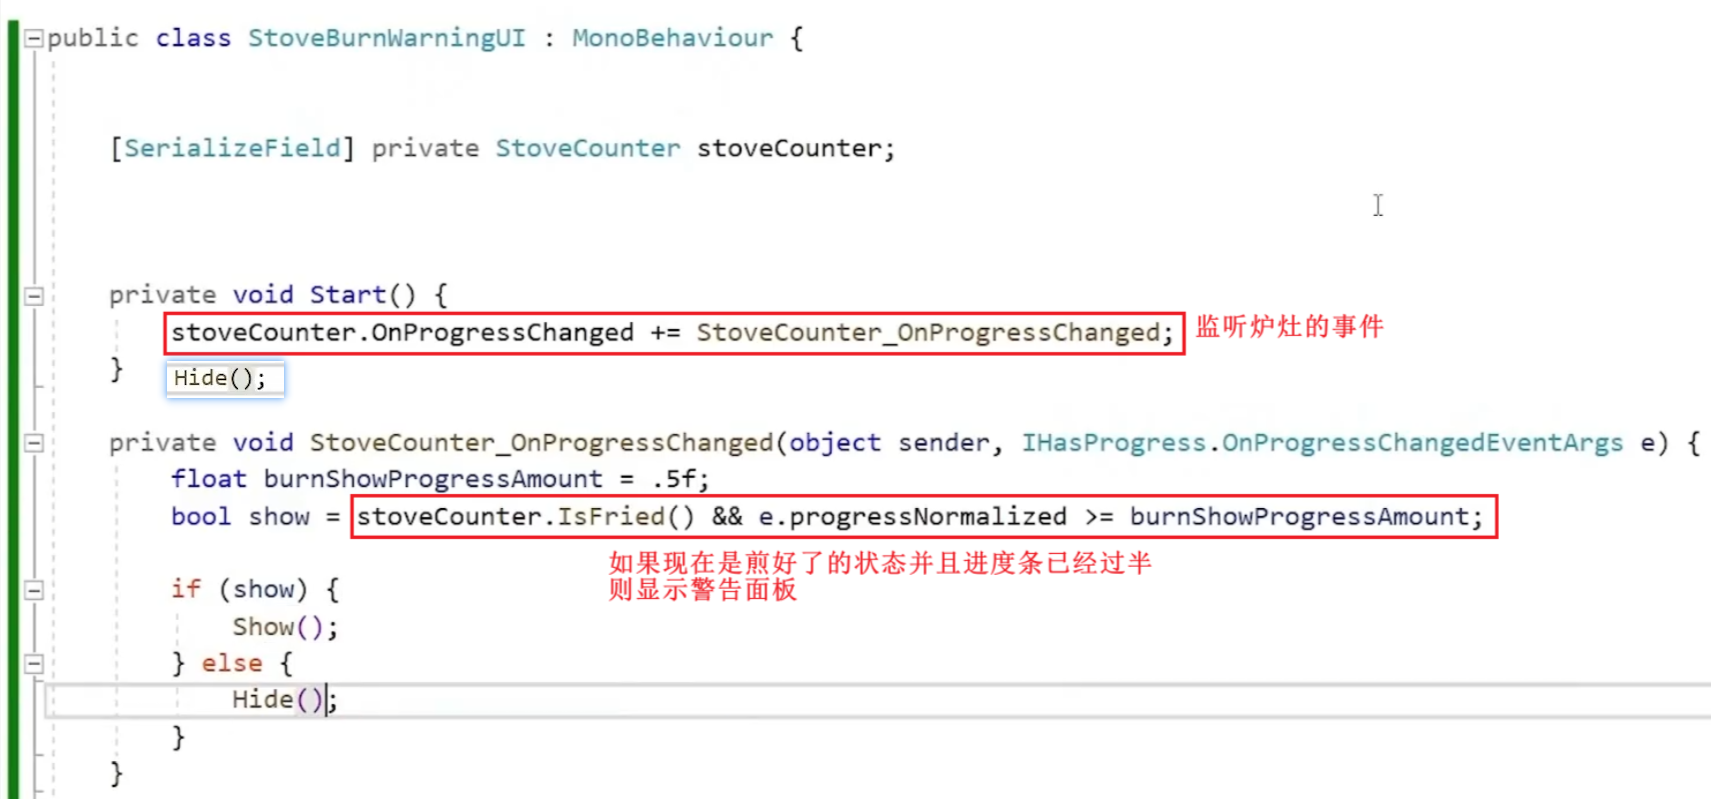 public class StoveBurnWarningUI : MonoBehaviour {
[SerializeField] private StoveCounter stoveCounter;
private void Start() {
stoveCounter.OnProgressChanged += StoveCounter_OnProgressChanged; 监听炉灶的事件
}
Hide();
private void StoveCounter_OnProgressChanged(object sender, IHasProgress.OnProgressChangedEventArgs e) {
float burnShowProgressAmount = .5f;
bool show = stoveCounter.IsFried() && e.progressNormalized >= burnShowProgressAmount;
如果现在是煎好了的状态并且进度条已经过半
则显示警告面板
if (show) {
Show();
} else {
Hide();
}
}